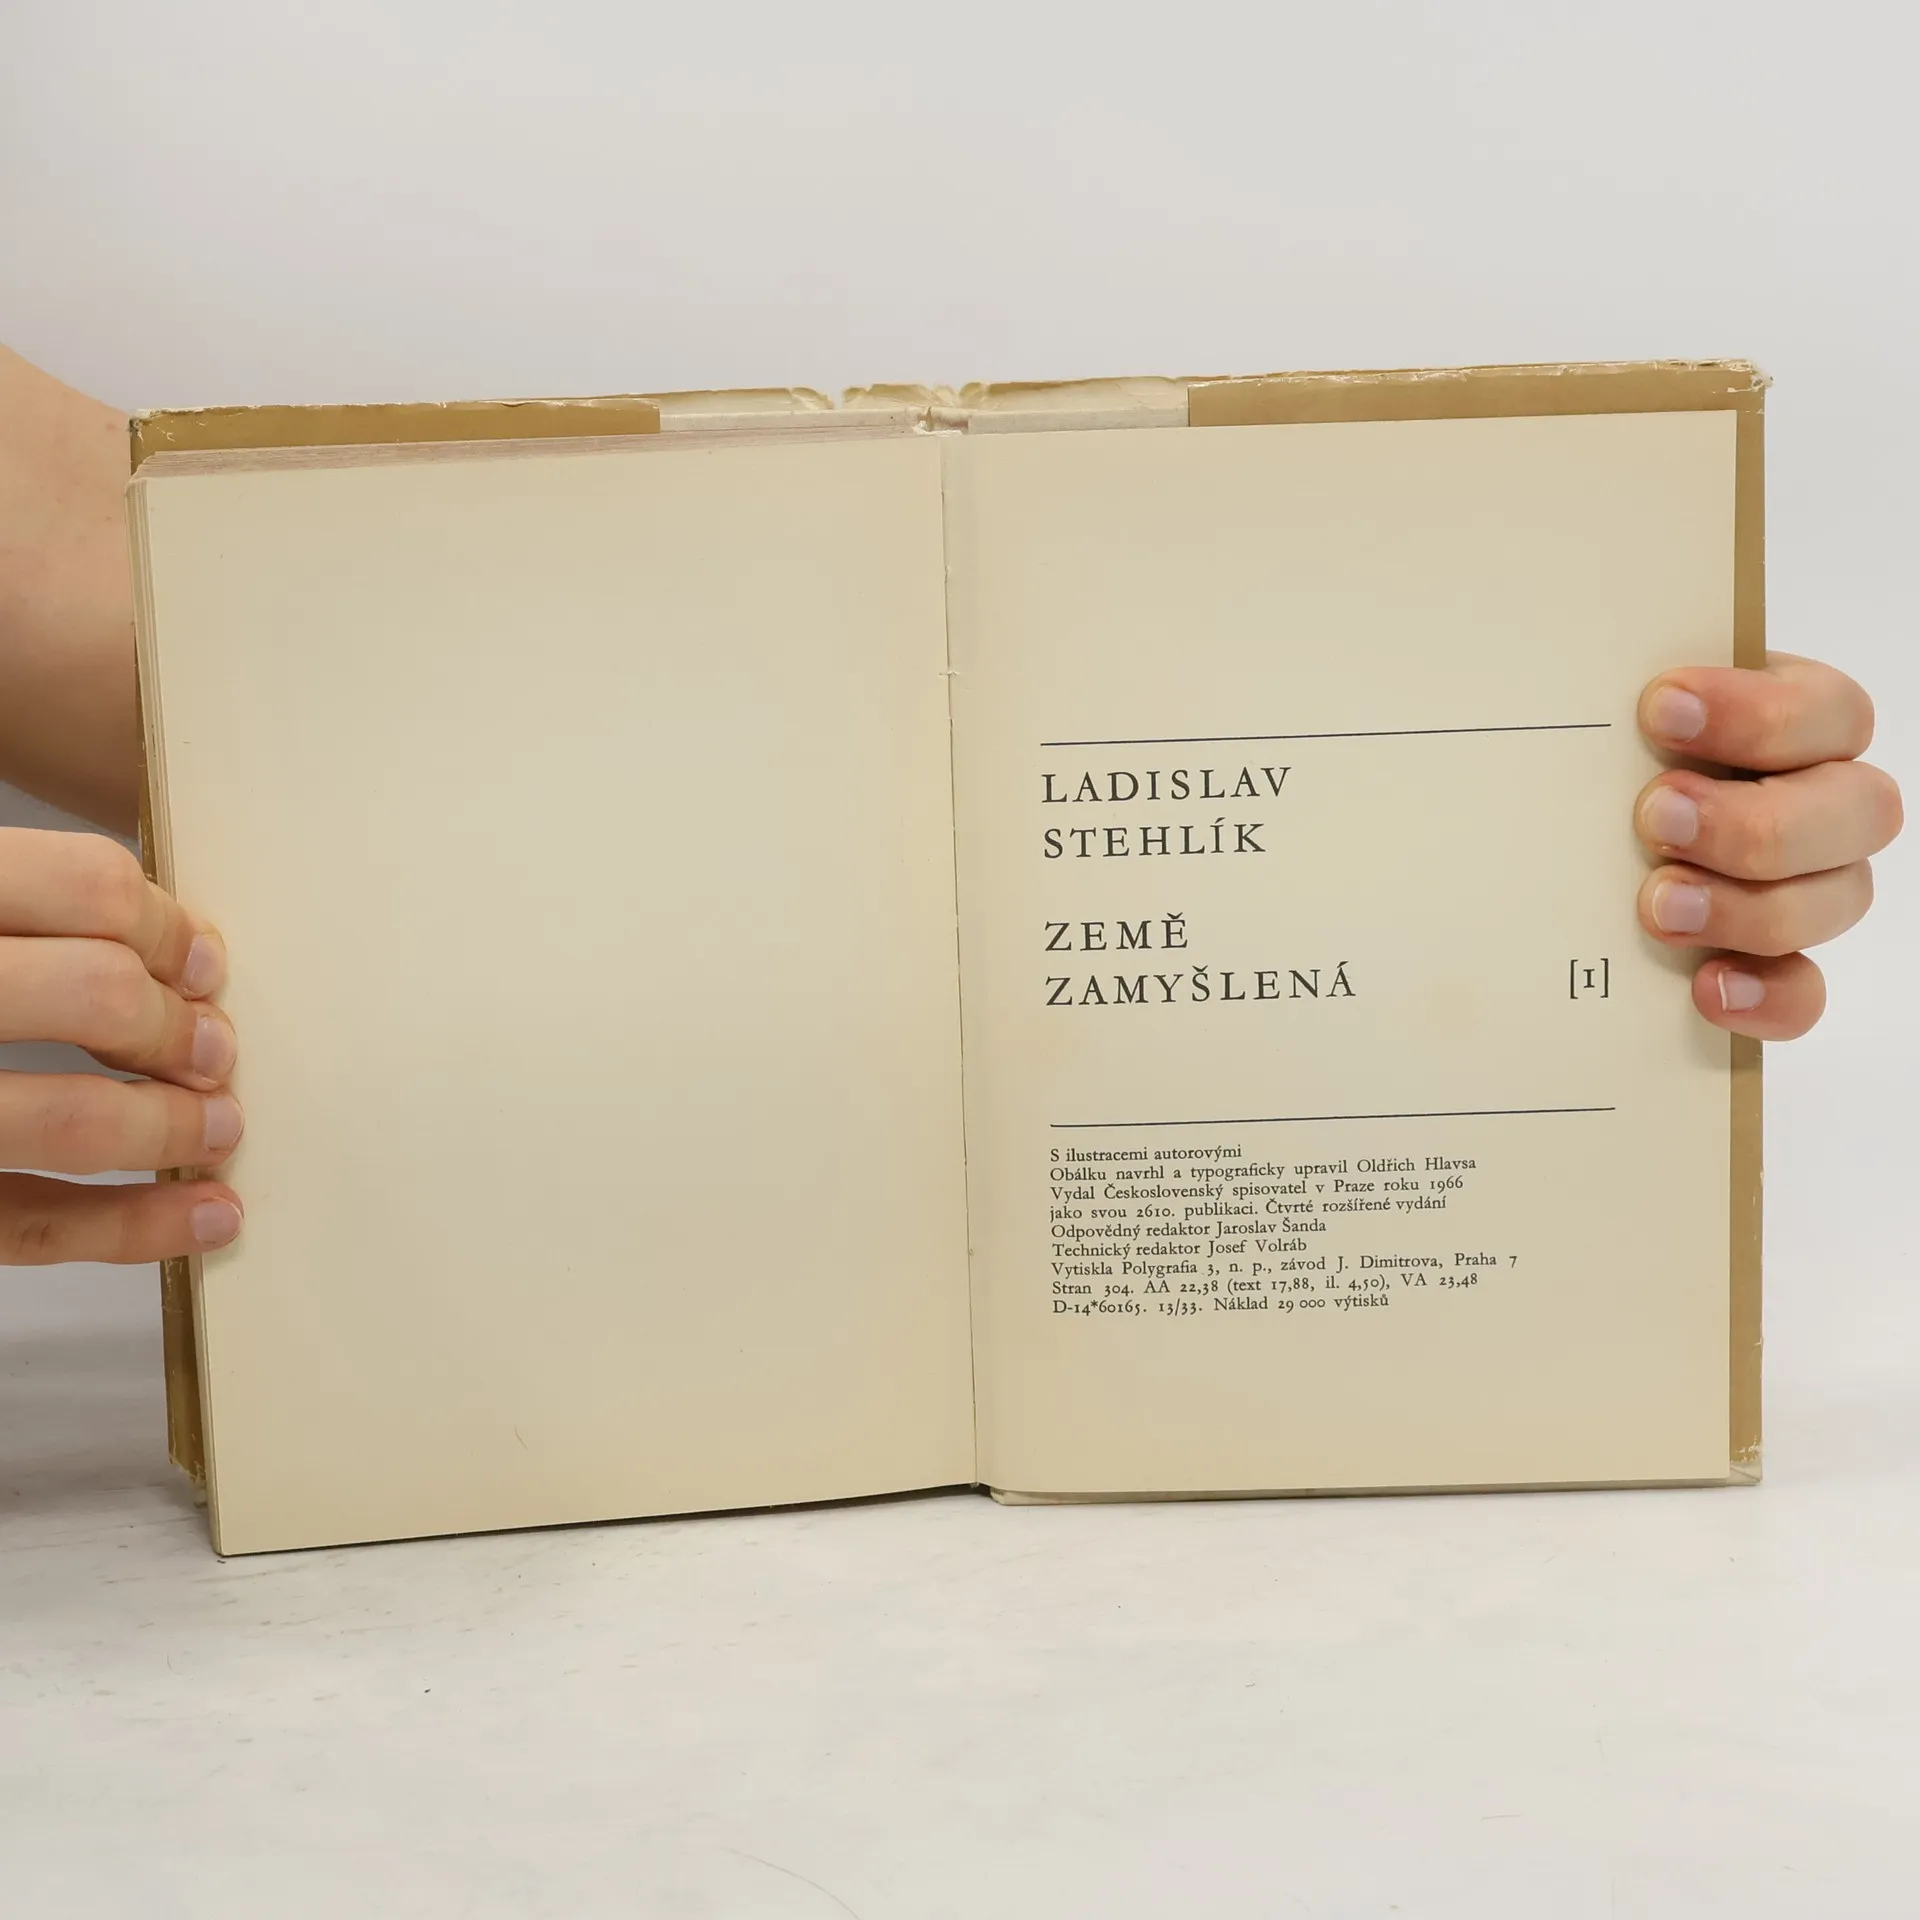 LADISLAV
STEHLÍK
ZEMĚ
ZAMYŠLENÁ [1]
S ilustracemi autorovými
Obálku navrhl a typograficky upravil Oldřich Hlavsa
Vydal Československý spisovatel v Praze roku 1966
jako svou 2610. publikaci. Čtvrté rozšířené vydání
Odpovědný redaktor Jaroslav Šanda
Technický redaktor Josef Volráb
Vytiskla Polygrafia 3, n. p., závod J. Dimitrova, Praha 7
Stran 304. AA 22,38 (text 17,88, il. 4,50), VA 23,48
D-14*60165. 13/33. Náklad 29 000 výtisků